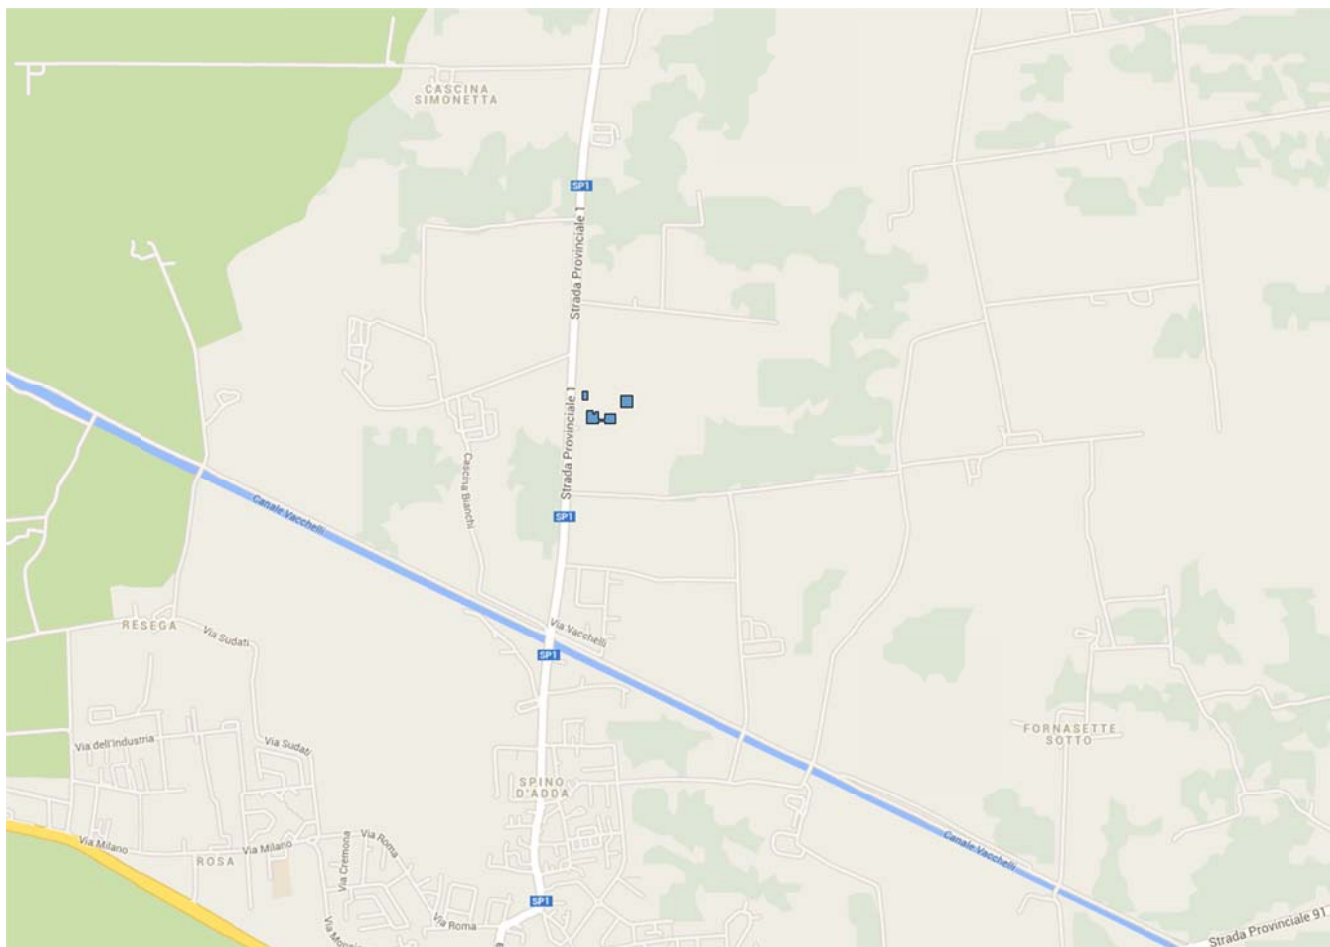 CASCINA
SIMONETTA
SP1
Strada Provinciale 1
Strada Provinciale 1
Cascina Bianchi
Canale Vacchelli
SP1
RESEGA
Via Sudati
Via Vacchelli
SP1
Via dell'Industria
Via Sudati
FORNASETTE
SOTTO
SPINO
D'ADDA
Via Milano
Via Milano
ROSA
Via Cremona
Via Roma
Canale Vacchelli
SP1
Via Roma
Strada Provinciale 91